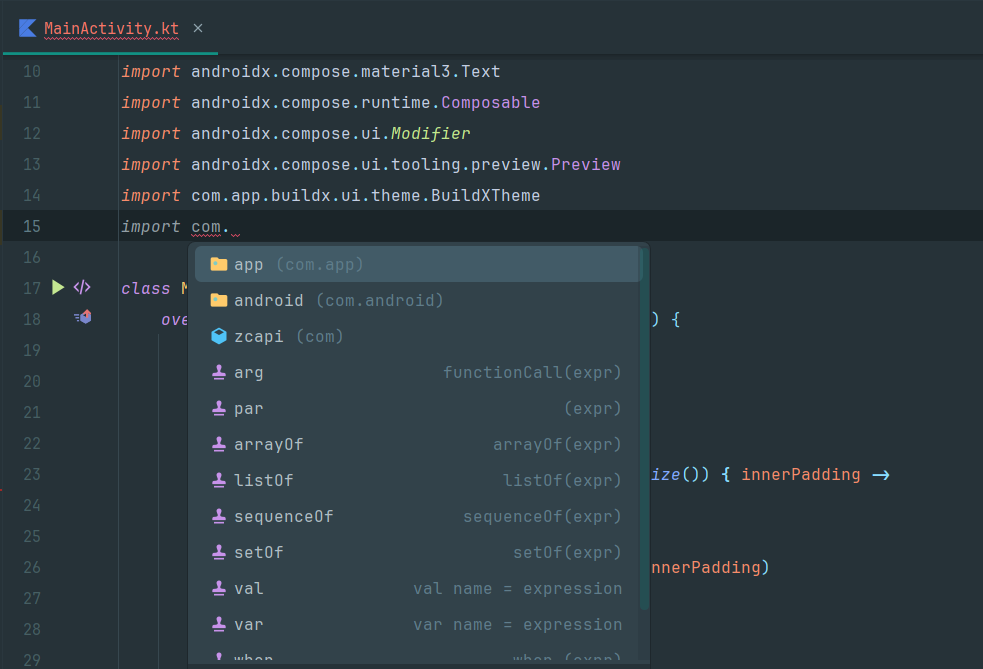 MainActivity.kt ×
10 import androidx.compose.material3.Text
11 import androidx.compose.runtime.Composable
12 import androidx.compose.ui.Modifier
13 import androidx.compose.ui.tooling.preview.Preview
14 import com.app.buildx.ui.theme.BuildXTheme
15 import com.
16
17 </> class M
18 ove ) {
19
20
21
22
23 ize()) { innerPadding →
24
25
26 nnerPadding)
27
28
29
app (com.app)
android (com.android)
zcapi (com)
arg functionCall(expr)
par (expr)
arrayOf arrayOf(expr)
listOf listOf(expr)
sequenceOf sequenceOf(expr)
setOf setOf(expr)
val val name = expression
var var name = expression
when when (expr)